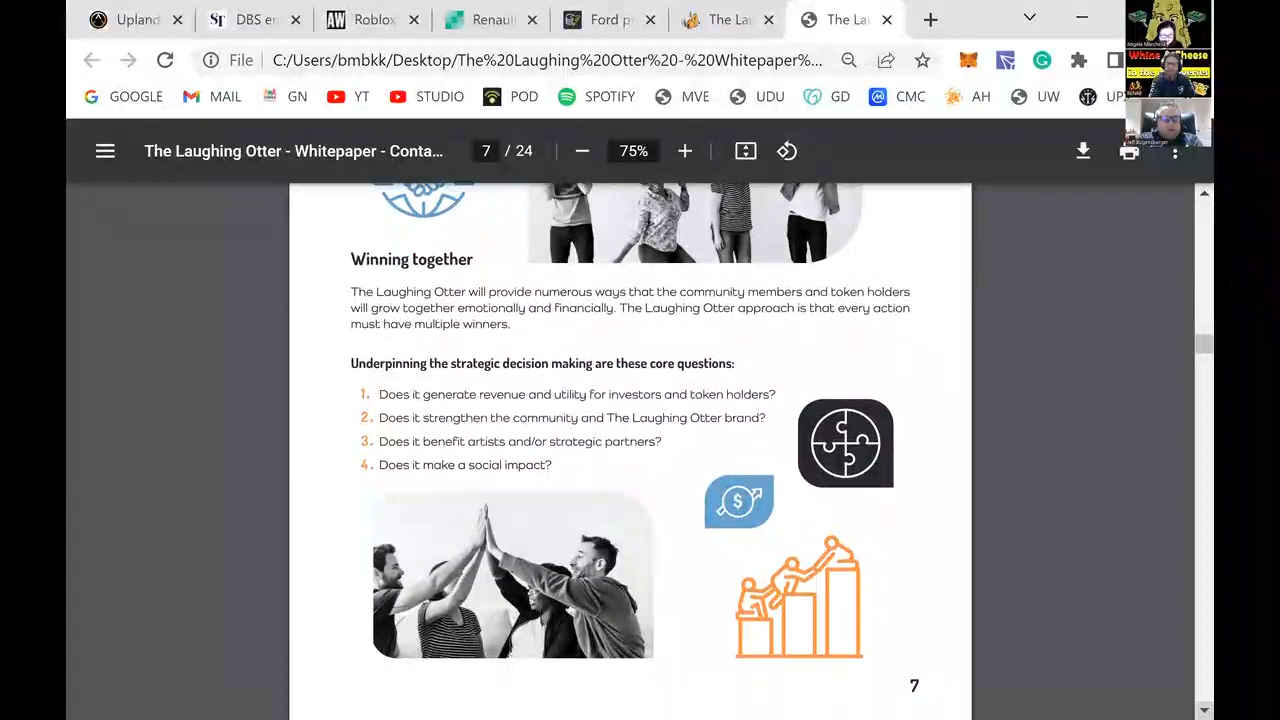 Upland
DBS en
Roblox
Renault
Ford p
The Lau
The Lau
File
C:/Users/bmbkk/Desktop/The%20Laughing%20Otter%20-%20Whitepaper%...
GOOGLE
MAIL
GN
YT
STUDIO
POD
SPOTIFY
MVE
UDU
GD
CMC
AH
UW
The Laughing Otter - Whitepaper - Conta...
7 / 24
75%
Winning together
The Laughing Otter will provide numerous ways that the community members and token holders
will grow together emotionally and financially. The Laughing Otter approach is that every action
must have multiple winners.
Underpinning the strategic decision making are these core questions:
1. Does it generate revenue and utility for investors and token holders?
2. Does it strengthen the community and The Laughing Otter brand?
3. Does it benefit artists and/or strategic partners?
4. Does it make a social impact?
$
7